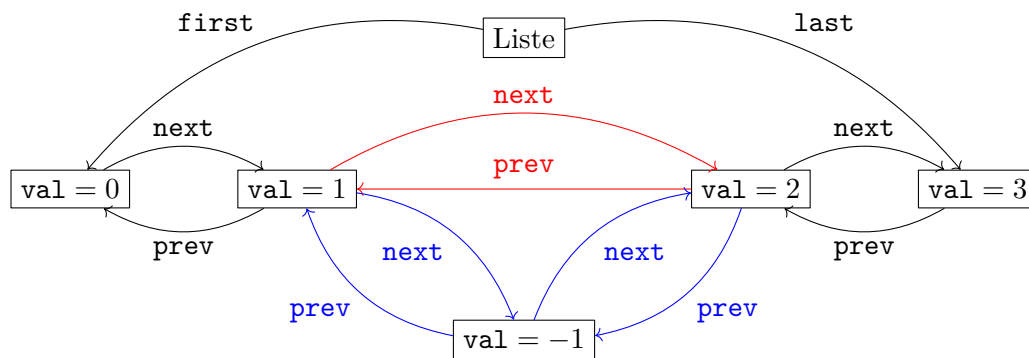 first
Liste
last
next
next
next
prev
val = 0
val = 1
val = 2
val = 3
prev
next
next
prev
prev
prev
val = −1